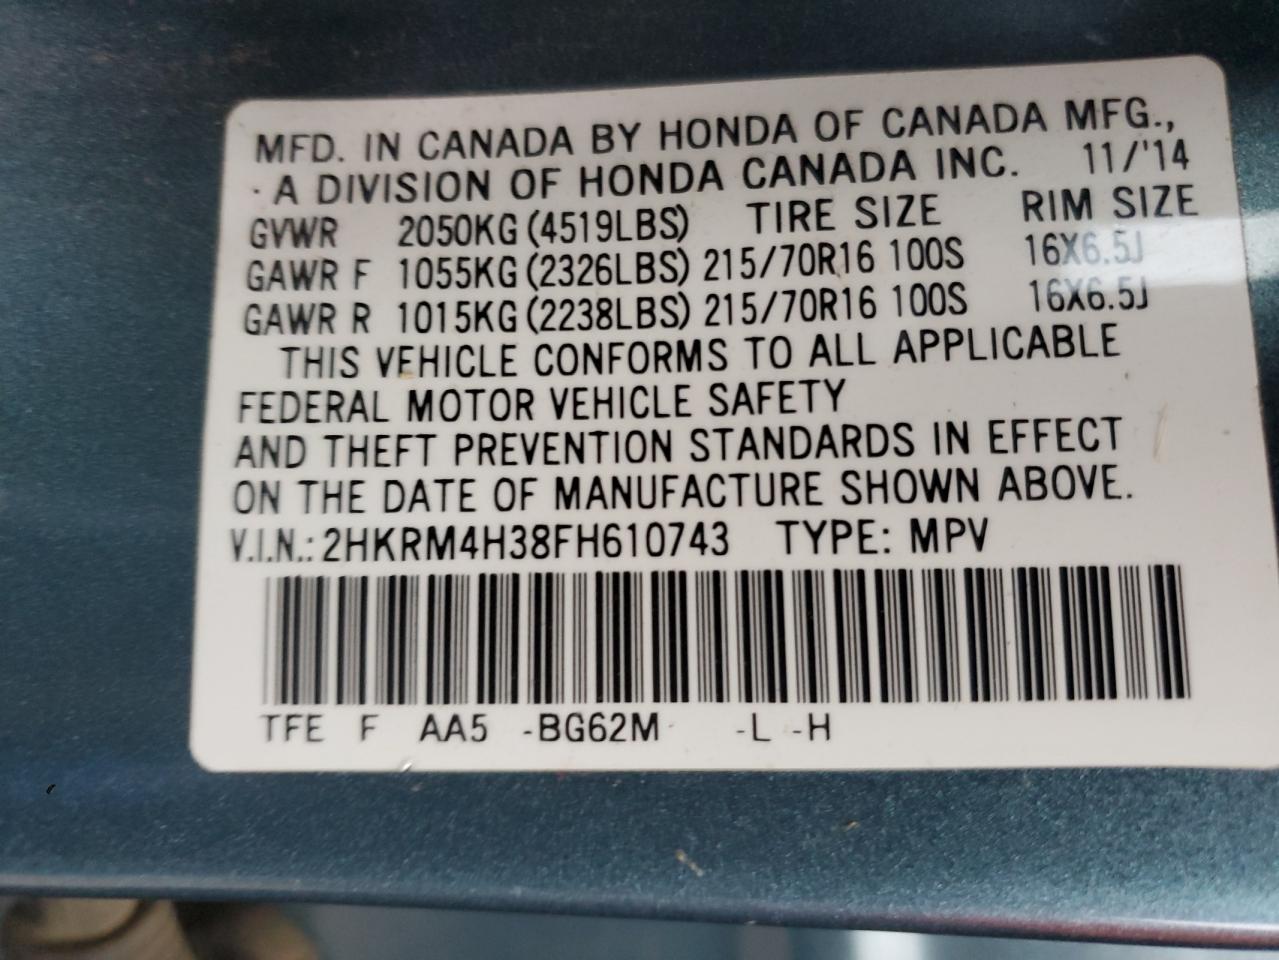 MFD. IN CANADA BY HONDA OF CANADA MFG.,
A DIVISION OF HONDA CANADA INC. 11/'14
GVWR 2050KG (4519LBS) TIRE SIZE RIM SIZE
GAWR F 1055KG (2326LBS) 215/70R16 100S 16X6.5J
GAWR R 1015KG (2238LBS) 215/70R16 100S 16X6.5J
THIS VEHICLE CONFORMS TO ALL APPLICABLE
FEDERAL MOTOR VEHICLE SAFETY
AND THEFT PREVENTION STANDARDS IN EFFECT
ON THE DATE OF MANUFACTURE SHOWN ABOVE.
V.I.N.: 2HKRM4H38FH610743 TYPE: MPV
TFE F AA5 -BG62M -L -H